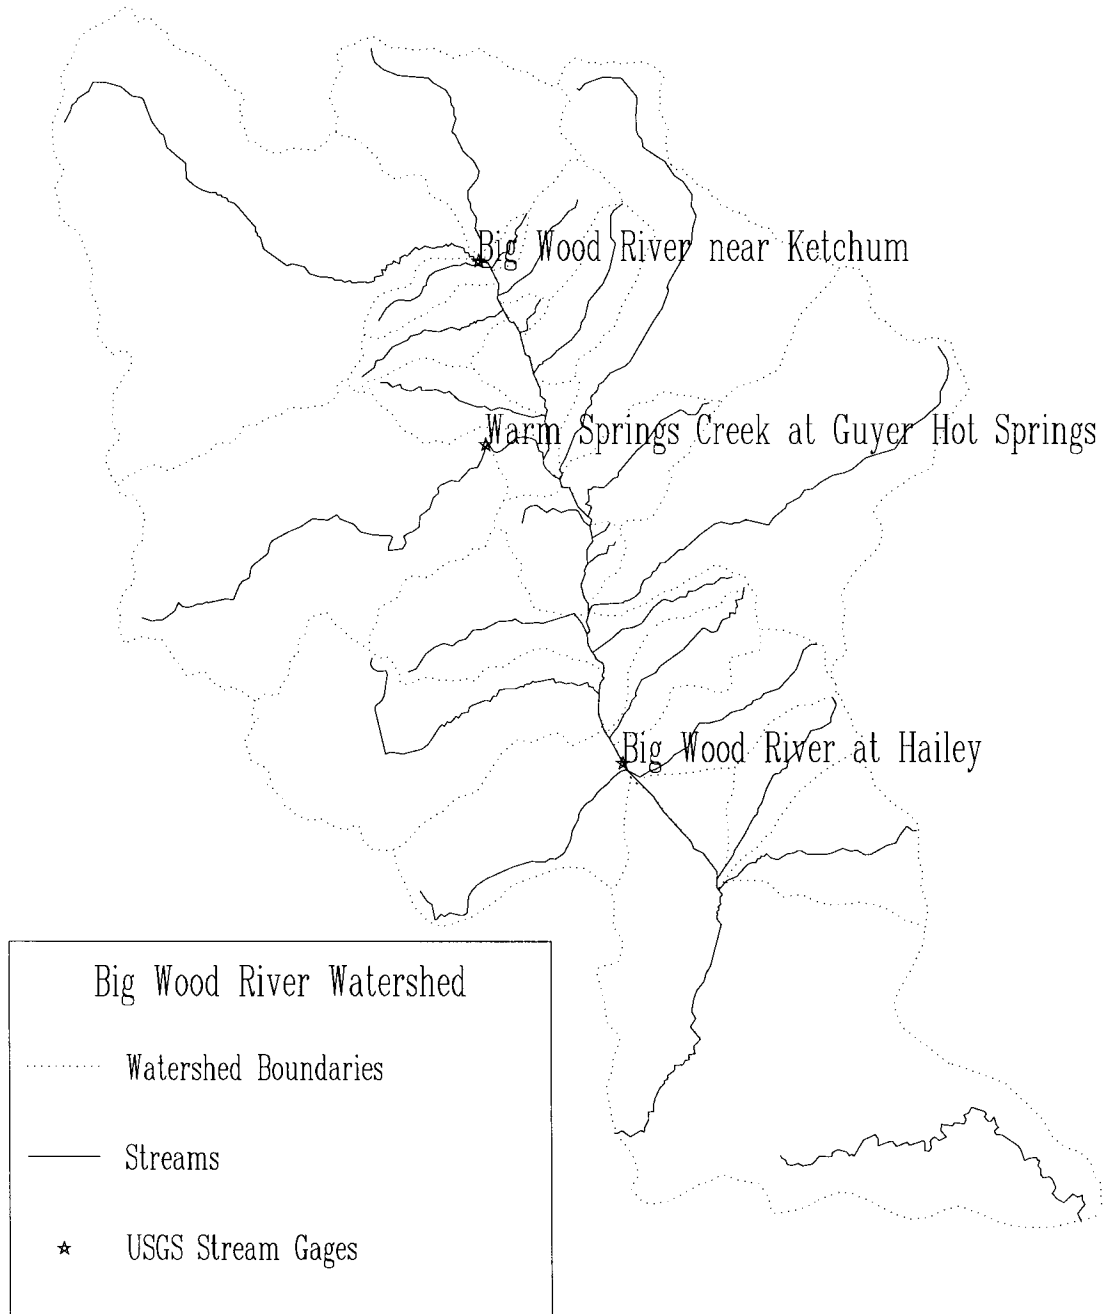 Big Wood River near Ketchum
Warm Springs Creek at Guyer Hot Springs
Big Wood River at Hailey
Big Wood River Watershed
Watershed Boundaries
Streams
USGS Stream Gages